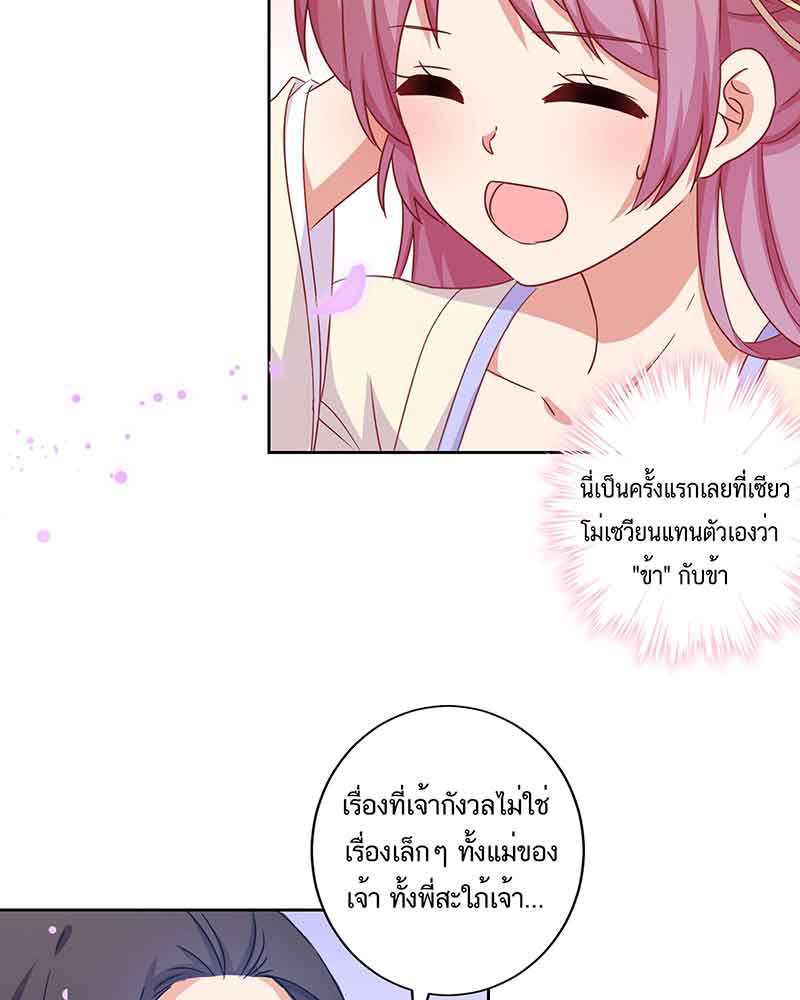 นี่เป็นครั้งแรกเลยที่เซียว
โม่เซวียนแทนตัวเองว่า
"ข้า" กับข้า
เรื่องที่เจ้ากังวลไม่ใช่
เรื่องเล็กๆ ทั้งแม่ของ
เจ้า ทั้งพี่สะใภ้เจ้า...